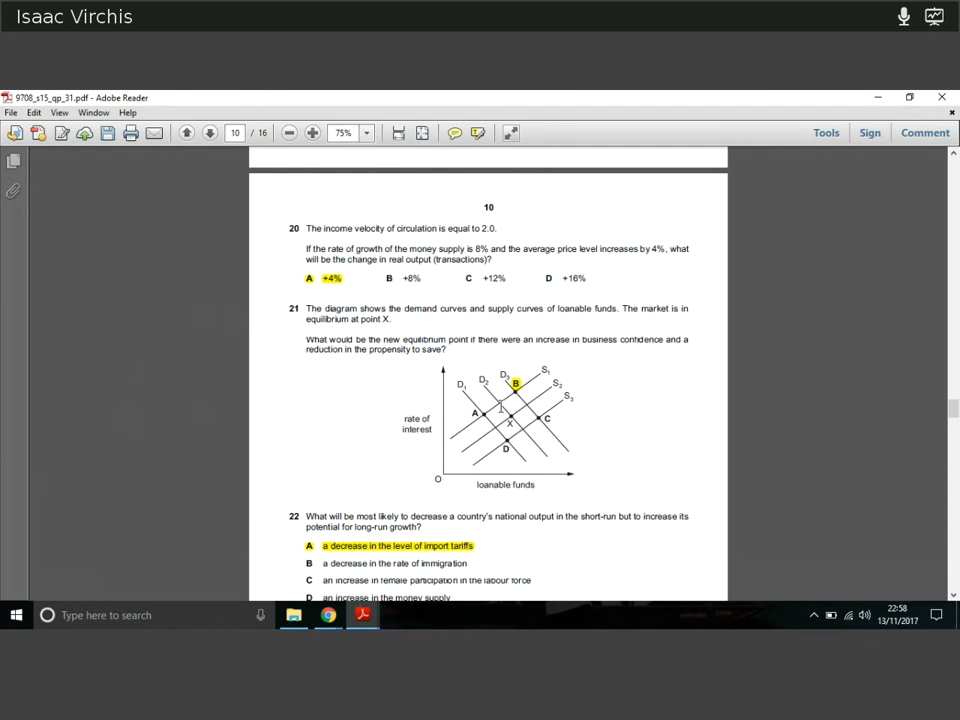 Isaac Virchis
9708_s15_qp_31.pdf - Adobe Reader
File Edit View Window Help
10 / 16 75% Tools Sign Comment
10
20 The income velocity of circulation is equal to 2.0.
If the rate of growth of the money supply is 8% and the average price level increases by 4%, what
will be the change in real output (transactions)?
A +4% B +8% C +12% D +16%
21 The diagram shows the demand curves and supply curves of loanable funds. The market is in
equilibrium at point X.
What would be the new equilibrium point if there were an increase in business confidence and a
reduction in the propensity to save?
D1 D2 D3 B S1
S2
S3
A X C
D
rate of
interest
O
loanable funds
22 What will be most likely to decrease a country's national output in the short-run but to increase its
potential for long-run growth?
A a decrease in the level of import tariffs
B a decrease in the rate of immigration
C an increase in female participation in the labour force
D an increase in the money supply
Type here to search
22:58
13/11/2017